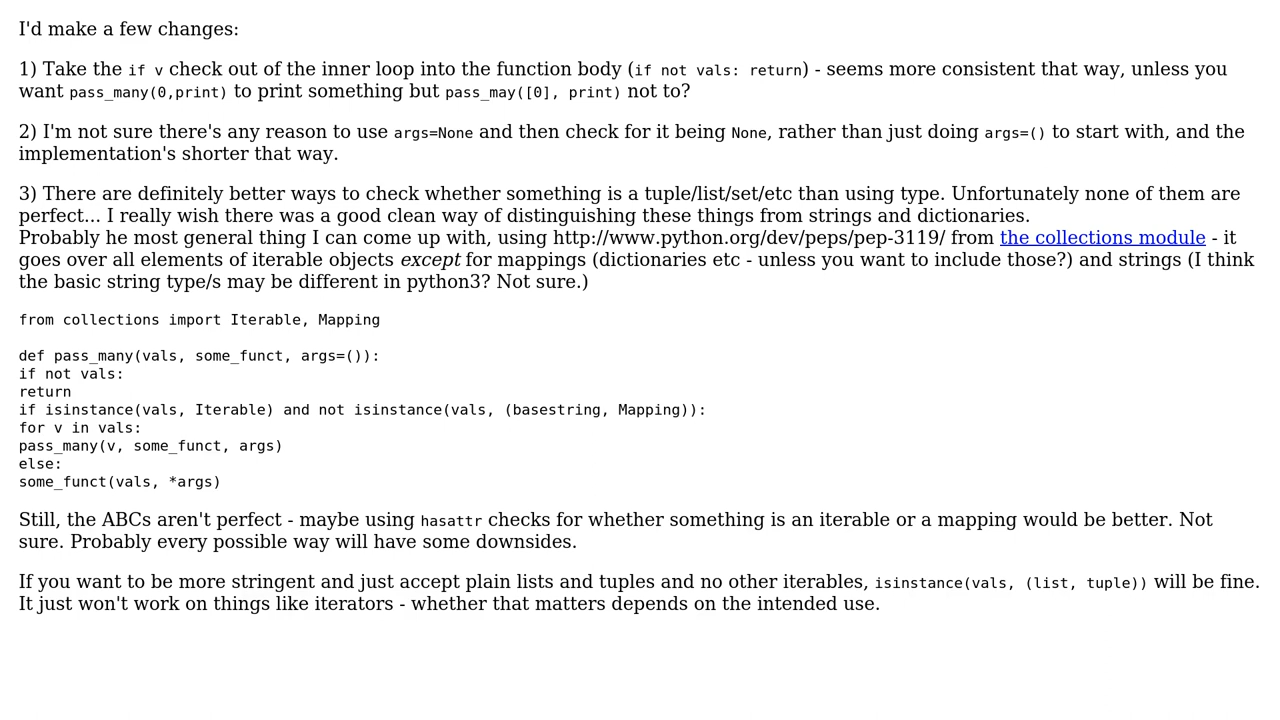 I'd make a few changes:
1) Take the if v check out of the inner loop into the function body (if not vals: return) - seems more consistent that way, unless you
want pass_many(0,print) to print something but pass_may([0], print) not to?
2) I'm not sure there's any reason to use args=None and then check for it being None, rather than just doing args=() to start with, and the
implementation's shorter that way.
3) There are definitely better ways to check whether something is a tuple/list/set/etc than using type. Unfortunately none of them are
perfect... I really wish there was a good clean way of distinguishing these things from strings and dictionaries.
Probably he most general thing I can come up with, using http://www.python.org/dev/peps/pep-3119/ from the collections module - it
goes over all elements of iterable objects except for mappings (dictionaries etc - unless you want to include those?) and strings (I think
the basic string type/s may be different in python3? Not sure.)
from collections import Iterable, Mapping
def pass_many(vals, some_funct, args=()):
if not vals:
return
if isinstance(vals, Iterable) and not isinstance(vals, (basestring, Mapping)):
for v in vals:
pass_many(v, some_funct, args)
else:
some_funct(vals, *args)
Still, the ABCs aren't perfect - maybe using hasattr checks for whether something is an iterable or a mapping would be better. Not
sure. Probably every possible way will have some downsides.
If you want to be more stringent and just accept plain lists and tuples and no other iterables, isinstance(vals, (list, tuple)) will be fine.
It just won't work on things like iterators - whether that matters depends on the intended use.